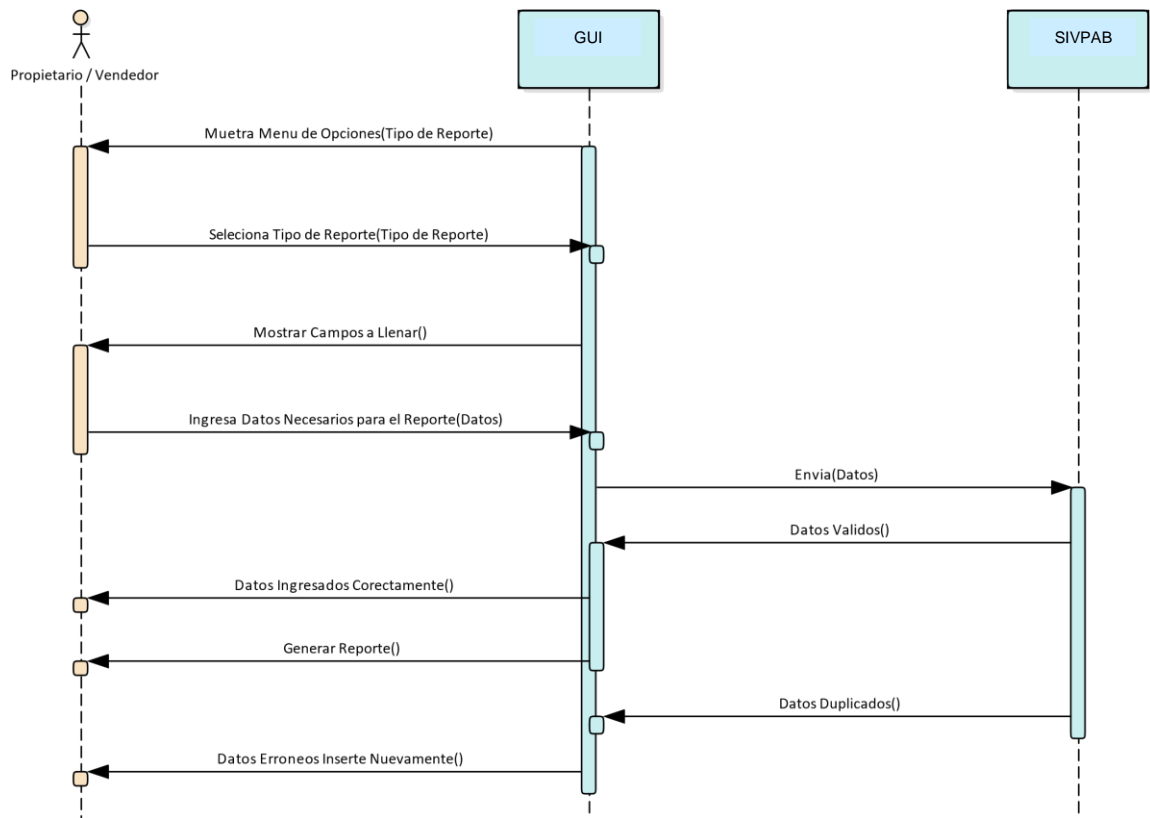 GUI
SIVPAB
Propietario / Vendedor
Muetra Menu de Opciones(Tipo de Reporte)
Seleciona Tipo de Reporte(Tipo de Reporte)
Mostrar Campos a Llenar()
Ingresa Datos Necesarios para el Reporte(Datos)
Envia(Datos)
Datos Validos()
Datos Ingresados Corectamente()
Generar Reporte()
Datos Duplicados()
Datos Erroneos Inserte Nuevamente()